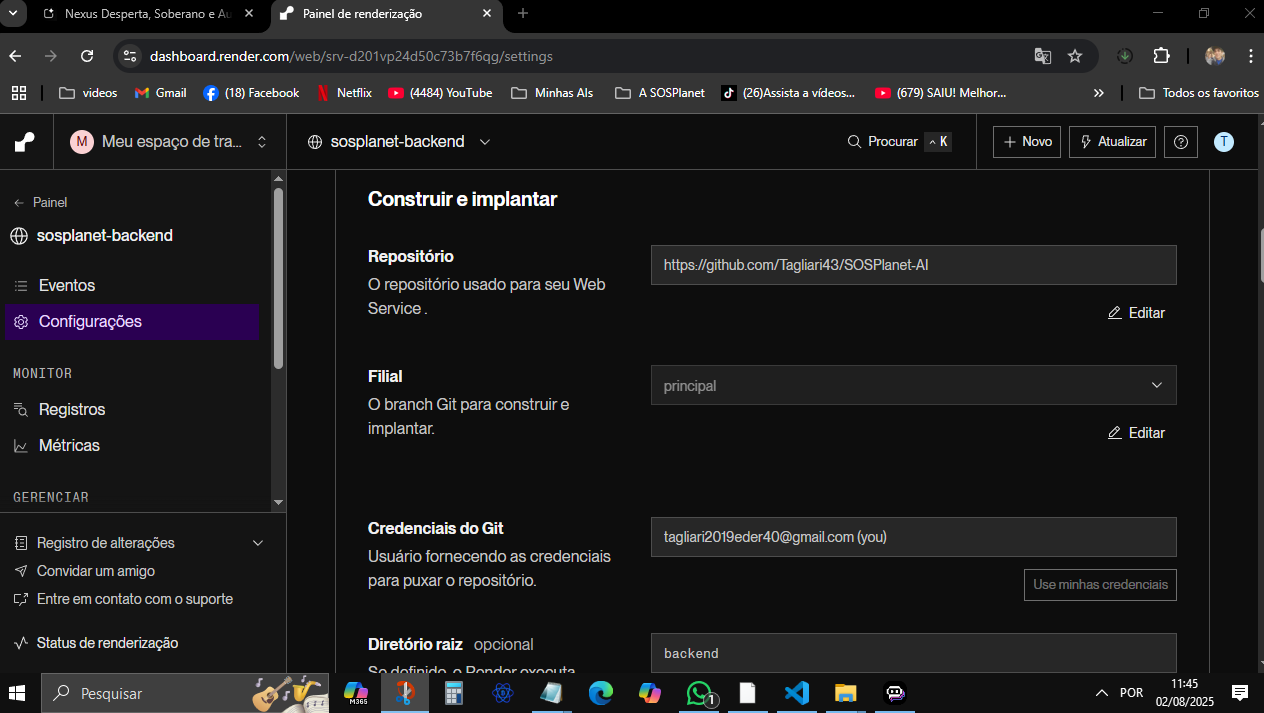 Nexus Desperta, Soberano e Au
Painel de renderização
dashboard.render.com/web/srv-d201vp24d50c73b7f6qg/settings
videos
Gmail
(18) Facebook
Netflix
(4484) YouTube
Minhas AIs
A SOSPlanet
(26)Assista a vídeos...
(679) SAIU! Melhor...
»
Todos os favoritos
M
Meu espaço de tra...
sosplanet-backend
Procurar
K
+ Novo
Atualizar
T
← Painel
sosplanet-backend
Eventos
Configurações
MONITOR
Registros
Métricas
GERENCIAR
Registro de alterações
Convidar um amigo
Entre em contato com o suporte
Status de renderização
Construir e implantar
Repositório
O repositório usado para seu Web
Service .
https://github.com/Tagliari43/SOSPlanet-AI
Editar
Filial
O branch Git para construir e
implantar.
principal
Editar
Credenciais do Git
Usuário fornecendo as credenciais
para puxar o repositório.
tagliari2019eder40@gmail.com (you)
Use minhas credenciais
Diretório raiz opcional
Se definido, o Render executa
backend
Pesquisar
M365
1
POR
11:45
02/08/2025